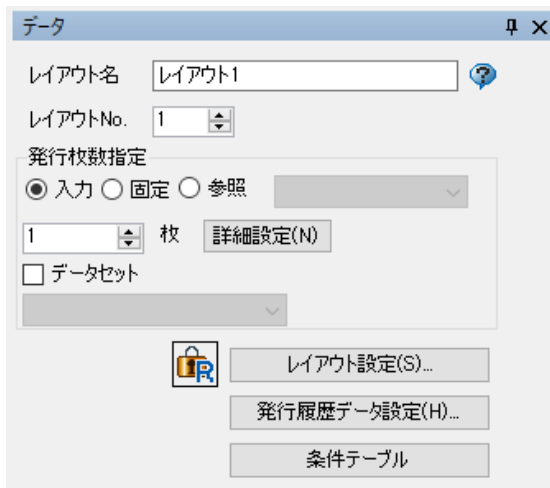 データ
レイアウト名 レイアウト1
レイアウトNo. 1
発行枚数指定
入力 固定 参照
1 枚 詳細設定(N)
データセット
R
レイアウト設定(S)...
発行履歴データ設定(H)...
条件テーブル